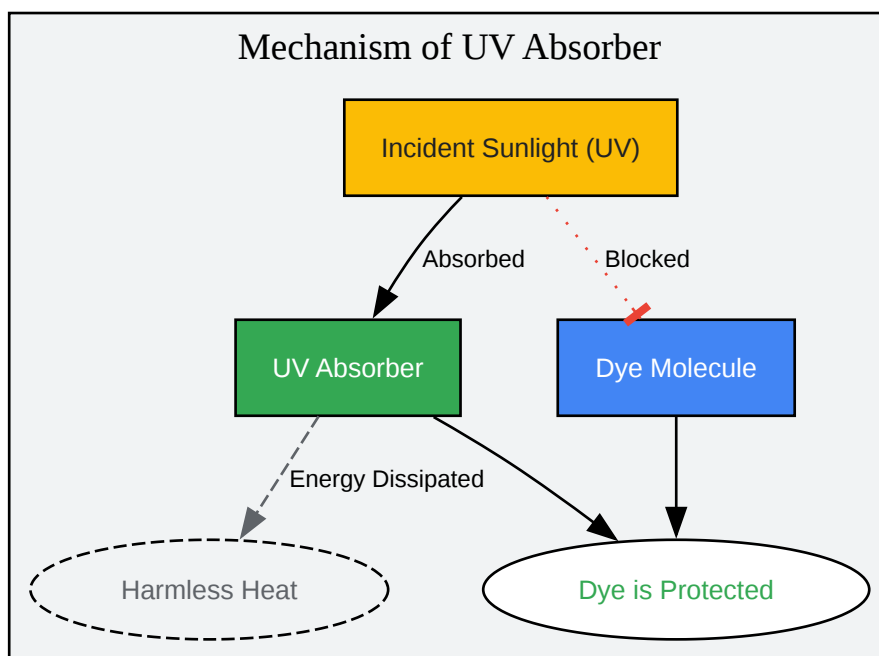 Mechanism of UV Absorber
Incident Sunlight (UV)
Absorbed
Blocked
UV Absorber
Dye Molecule
Energy Dissipated
Harmless Heat
Dye is Protected